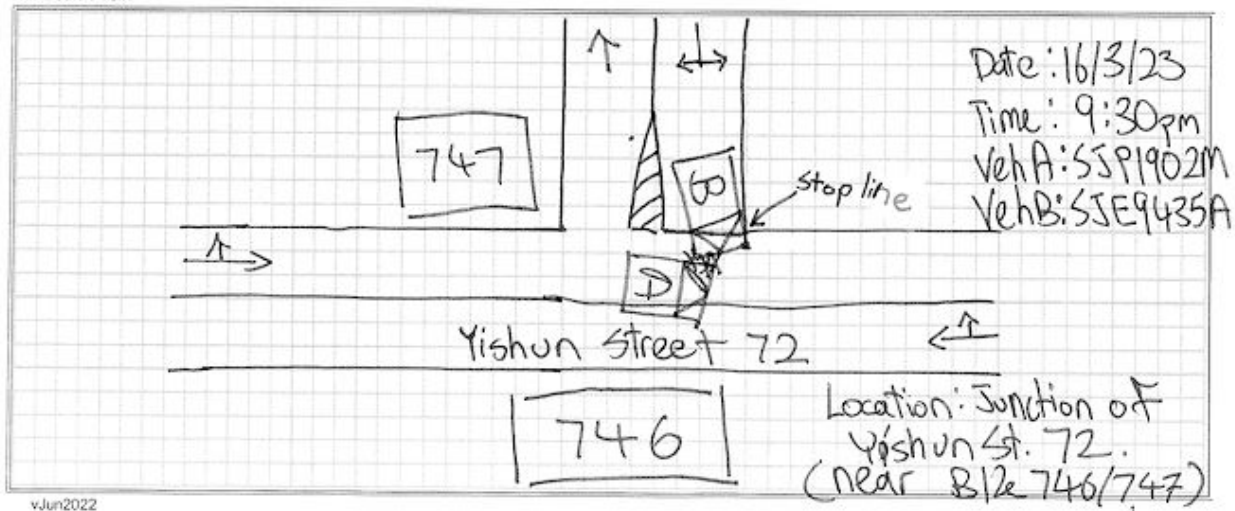 Date: 16/3/23
Time: 9:30pm
Veh A: SJP1902M
Veh B: SJE9435A
747
B
Stop line
D
Yishun Street 72
746
Location: Junction of
Yishun St. 72.
(near Blk 746/747)
vJun2022